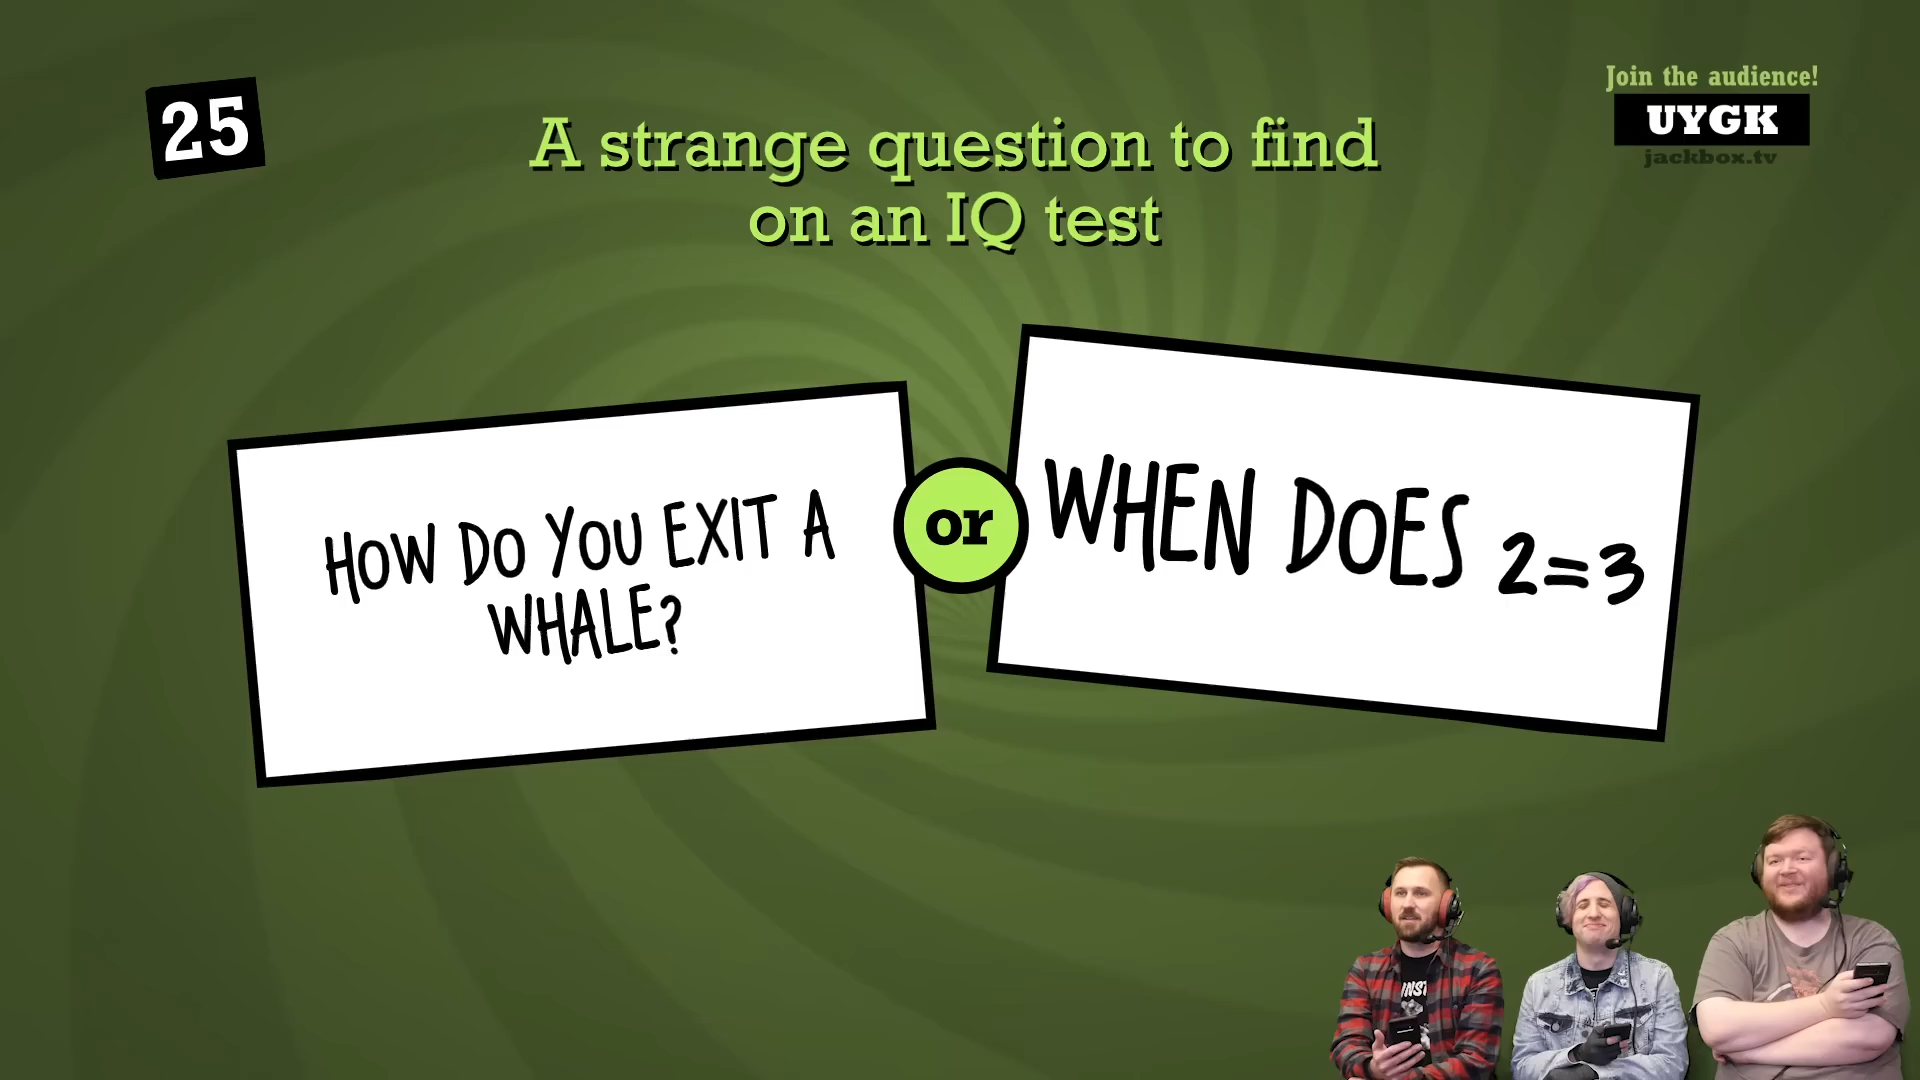 25
A strange question to find
on an IQ test
Join the audience!
UYGK
jackbox.tv
HOW DO YOU EXIT A
WHALE?
or
WHEN DOES 2=3